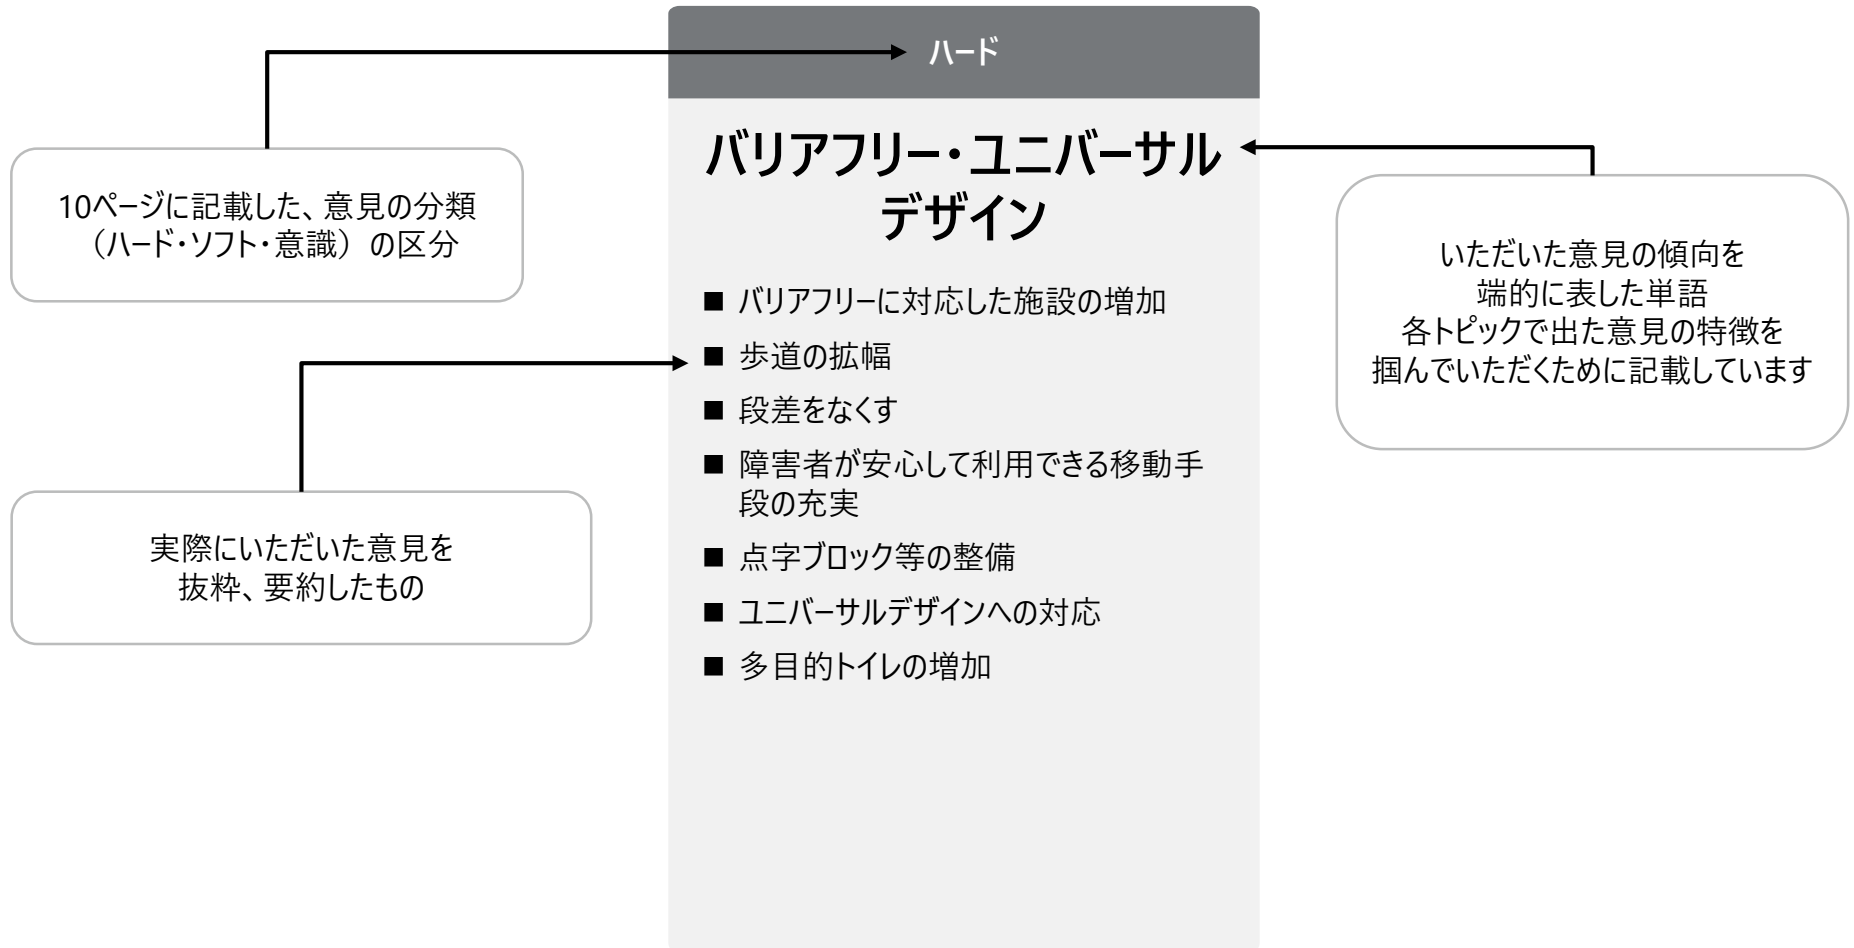 ハード
バリアフリー・ユニバーサル
デザイン
■ バリアフリーに対応した施設の増加
■ 歩道の拡幅
■ 段差をなくす
■ 障害者が安心して利用できる移動手
段の充実
■ 点字ブロック等の整備
■ ユニバーサルデザインへの対応
■ 多目的トイレの増加
10ページに記載した、意見の分類
（ハード・ソフト・意識）の区分
実際にいただいた意見を
抜粋、要約したもの
いただいた意見の傾向を
端的に表した単語
各トピックで出た意見の特徴を
掴んでいただくために記載しています